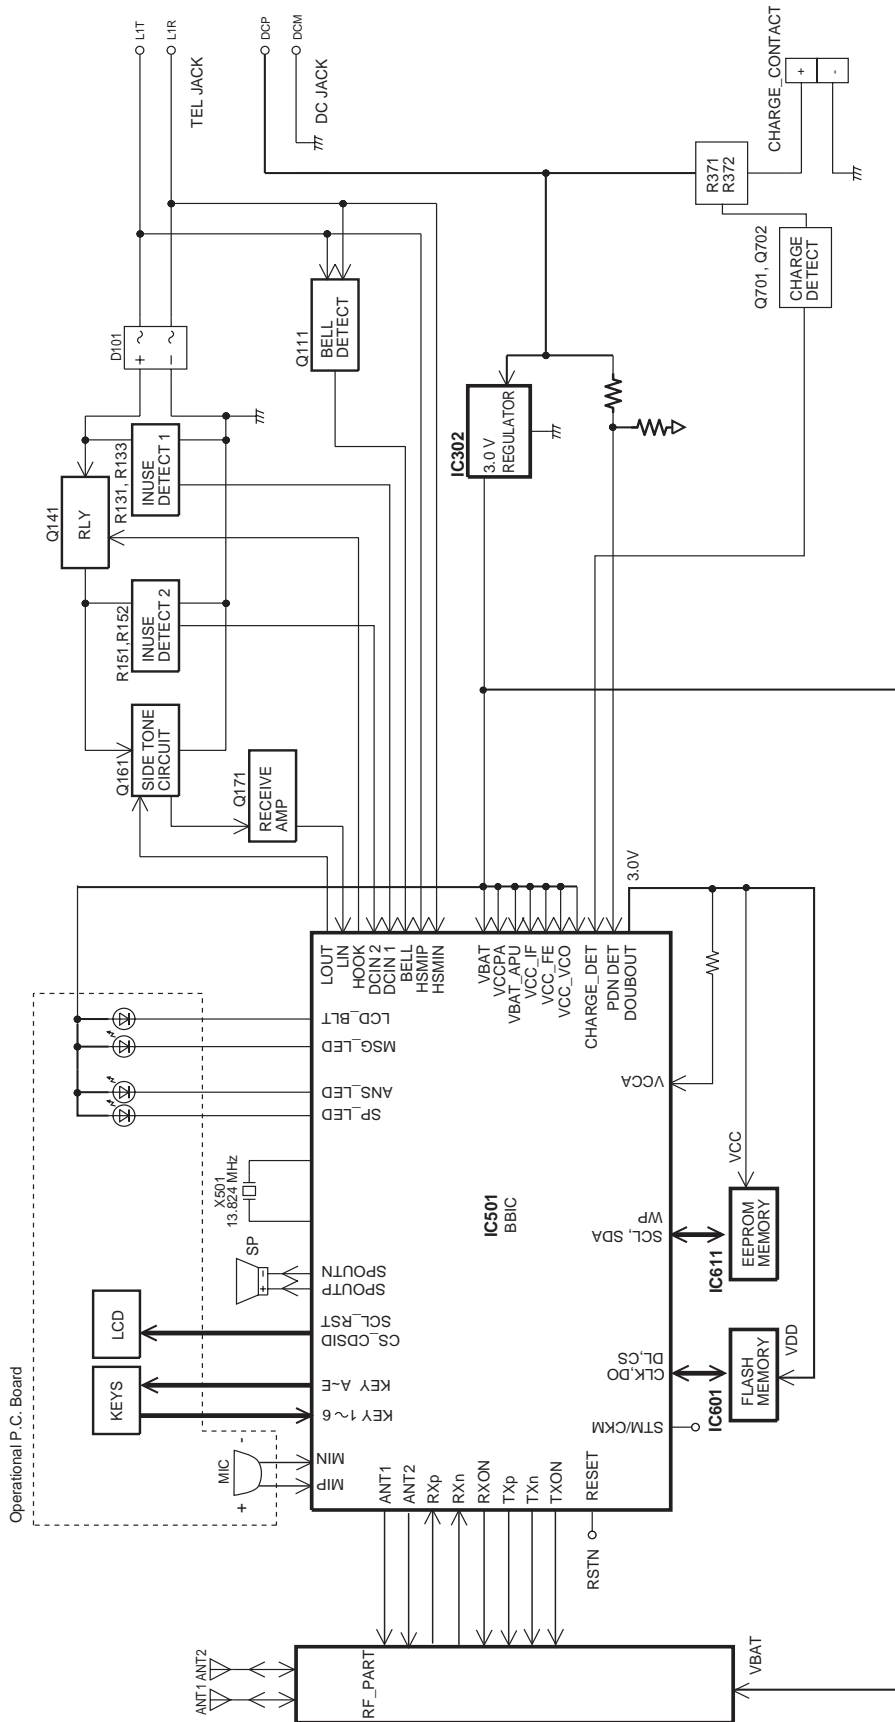 L1T
L1R
TEL JACK
DCP
DCM
DC JACK
CHARGE_CONTACT
+
-
R371
R372
Q701, Q702
CHARGE
DETECT
D101
+
-
Q111
BELL
DETECT
Q141
RLY
R131, R133
INUSE
DETECT 1
R151,R152
INUSE
DETECT 2
Q161
SIDE TONE
CIRCUIT
Q171
RECEIVE
AMP
IC302
3.0 V
REGULATOR
LOUT
LIN
HOOK
DCIN 2
DCIN 1
BELL
HSMIP
HSMIN
VBAT
VCCPA
VBAT_APU
VCC_IF
VCC_FE
VCC_VCO
CHARGE_DET
PDN DET
DOUBOUT
3.0V
LCD_BLT
MSG_LED
ANS_LED
SP_LED
X501
13.824 MHz
SP
-
+
SPOUTN
SPOUTP
SCL_RST
CS_CDSID
LCD
KEYS
KEY A~E
KEY 1~6
Operational P.C. Board
MIC
-
+
MIN
MIP
IC501
BBIC
VCCA
VCC
WP
SCL, SDA
IC611
EEPROM
MEMORY
VDD
DL,CS
CLK,DO
IC601
FLASH
MEMORY
STM/CKM
ANT1
ANT2
RXp
RXn
RXON
TXp
TXn
TXON
RESET
RSTN
ANT1 ANT2
RF_PART
VBAT